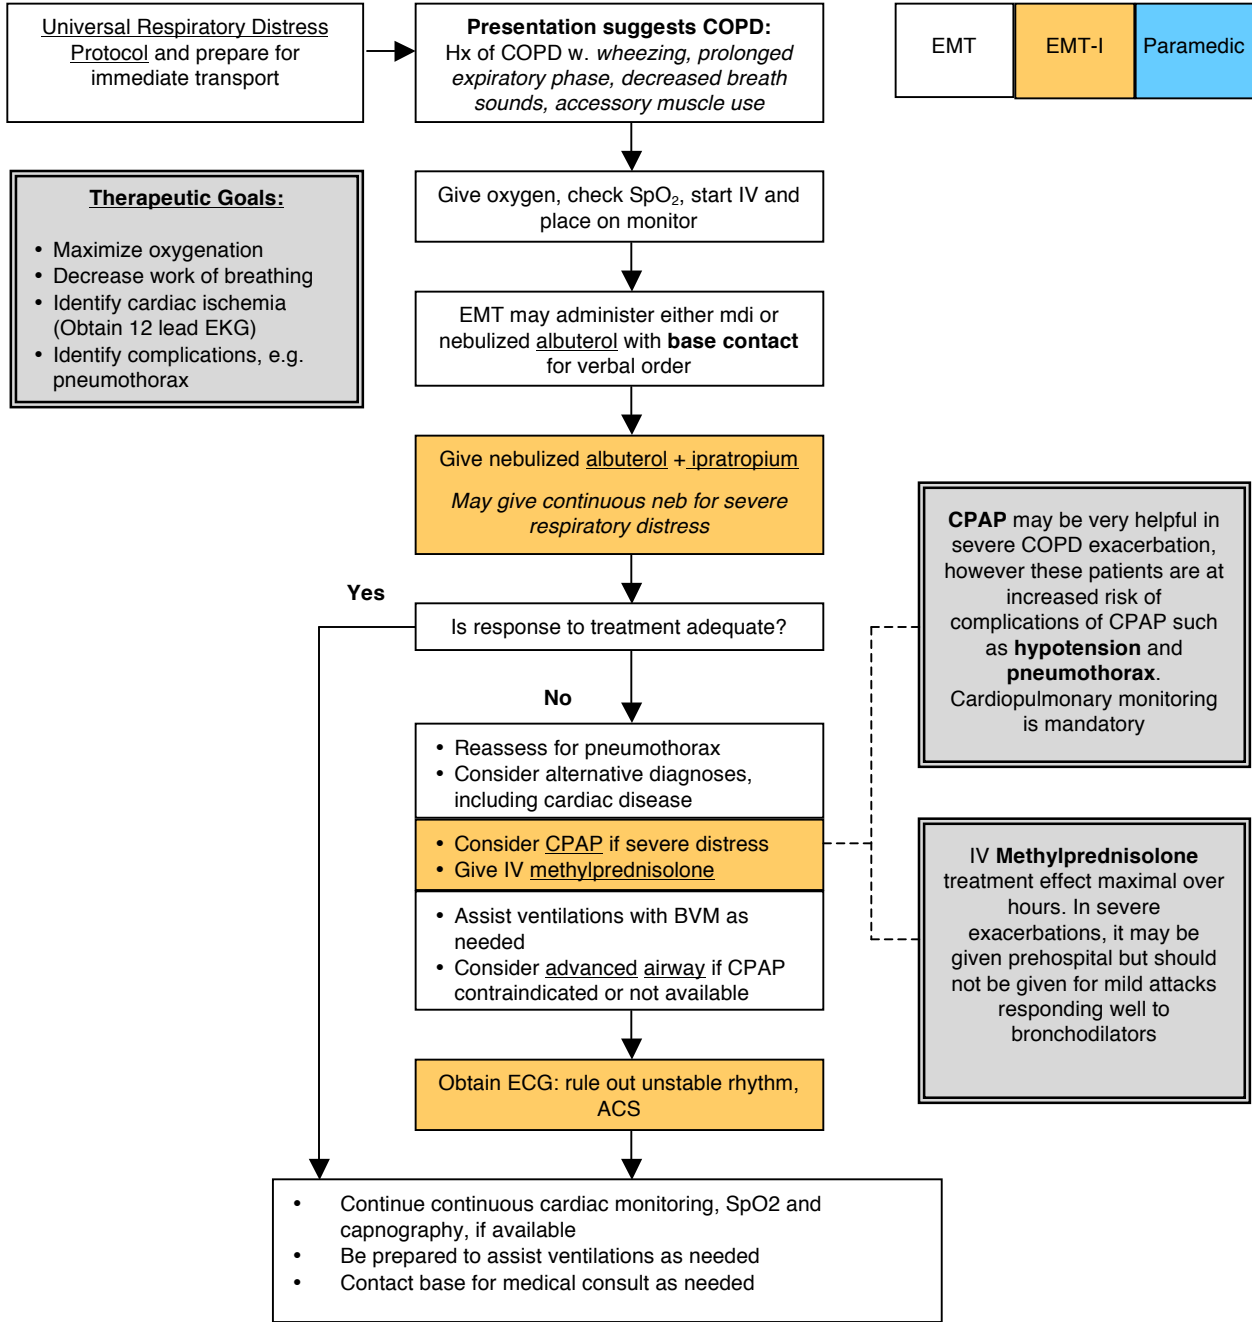 Universal Respiratory Distress
Protocol and prepare for
immediate transport
Presentation suggests COPD:
Hx of COPD w. wheezing, prolonged
expiratory phase, decreased breath
sounds, accessory muscle use
EMT
EMT-I
Paramedic
Therapeutic Goals:
• Maximize oxygenation
• Decrease work of breathing
• Identify cardiac ischemia
(Obtain 12 lead EKG)
• Identify complications, e.g.
pneumothorax
Give oxygen, check SpO₂, start IV and
place on monitor
EMT may administer either mdi or
nebulized albuterol with base contact
for verbal order
Give nebulized albuterol + ipratropium
May give continuous neb for severe
respiratory distress
Yes
Is response to treatment adequate?
No
• Reassess for pneumothorax
• Consider alternative diagnoses,
including cardiac disease
• Consider CPAP if severe distress
• Give IV methylprednisolone
• Assist ventilations with BVM as
needed
• Consider advanced airway if CPAP
contraindicated or not available
CPAP may be very helpful in
severe COPD exacerbation,
however these patients are at
increased risk of
complications of CPAP such
as hypotension and
pneumothorax.
Cardiopulmonary monitoring
is mandatory
IV Methylprednisolone
treatment effect maximal over
hours. In severe
exacerbations, it may be
given prehospital but should
not be given for mild attacks
responding well to
bronchodilators
Obtain ECG: rule out unstable rhythm,
ACS
• Continue continuous cardiac monitoring, SpO2 and
capnography, if available
• Be prepared to assist ventilations as needed
• Contact base for medical consult as needed